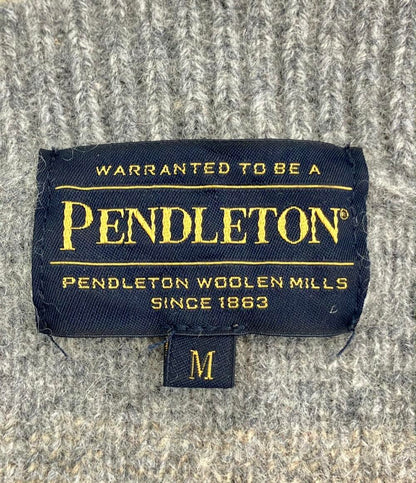 WARRANTED TO BE A
PENDLETON®
PENDLETON WOOLEN MILLS
SINCE 1863
M